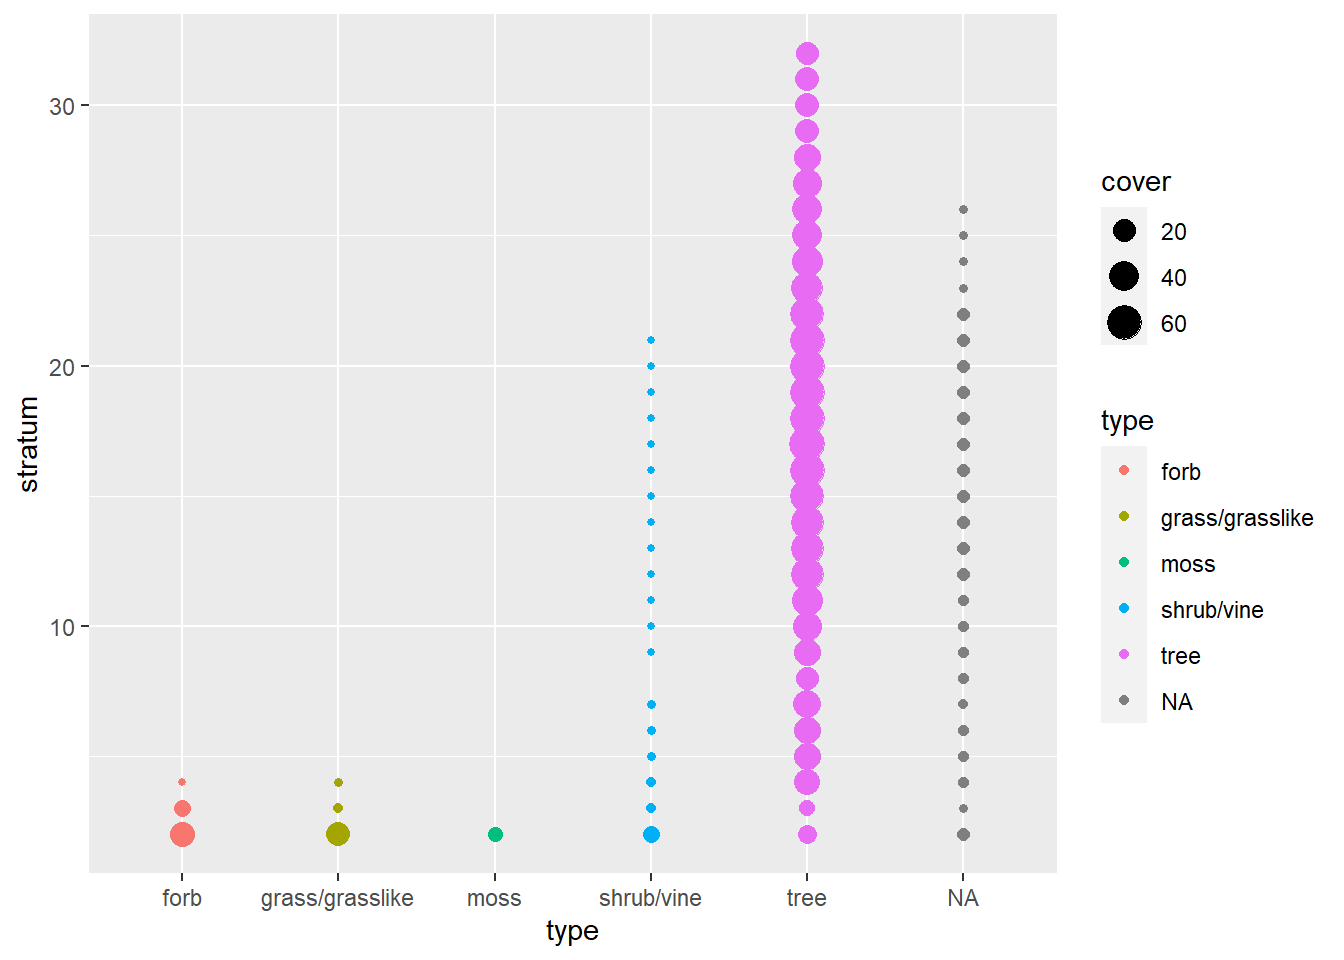 30
20
10
stratum
forb
grass/grasslike
moss
shrub/vine
tree
NA
type
cover
20
40
60
type
forb
grass/grasslike
moss
shrub/vine
tree
NA